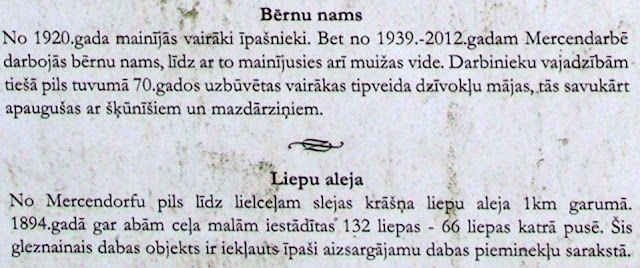 Bērnu nams
No 1920.gada mainījās vairāki īpašnieki. Bet no 1939.-2012.gadam Mercendarbē
darbojās bērnu nams, līdz ar to mainījusies arī muižas vide. Darbinieku vajadzībām
tiešā pils tuvumā 70.gados uzbūvētas vairākas tipveida dzīvokļu mājas, tās savukārt
apaugušas ar šķūnīšiem un mazdārziņiem.
Liepu aleja
No Mercendorfu pils līdz lielceļam slejas krāšņa liepu aleja 1km garumā.
1894.gadā gar abām ceļa malām iestādītas 132 liepas - 66 liepas katrā pusē. Šis
gleznainais dabas objekts ir iekļauts īpaši aizsargājamu dabas pieminekļu sarakstā.